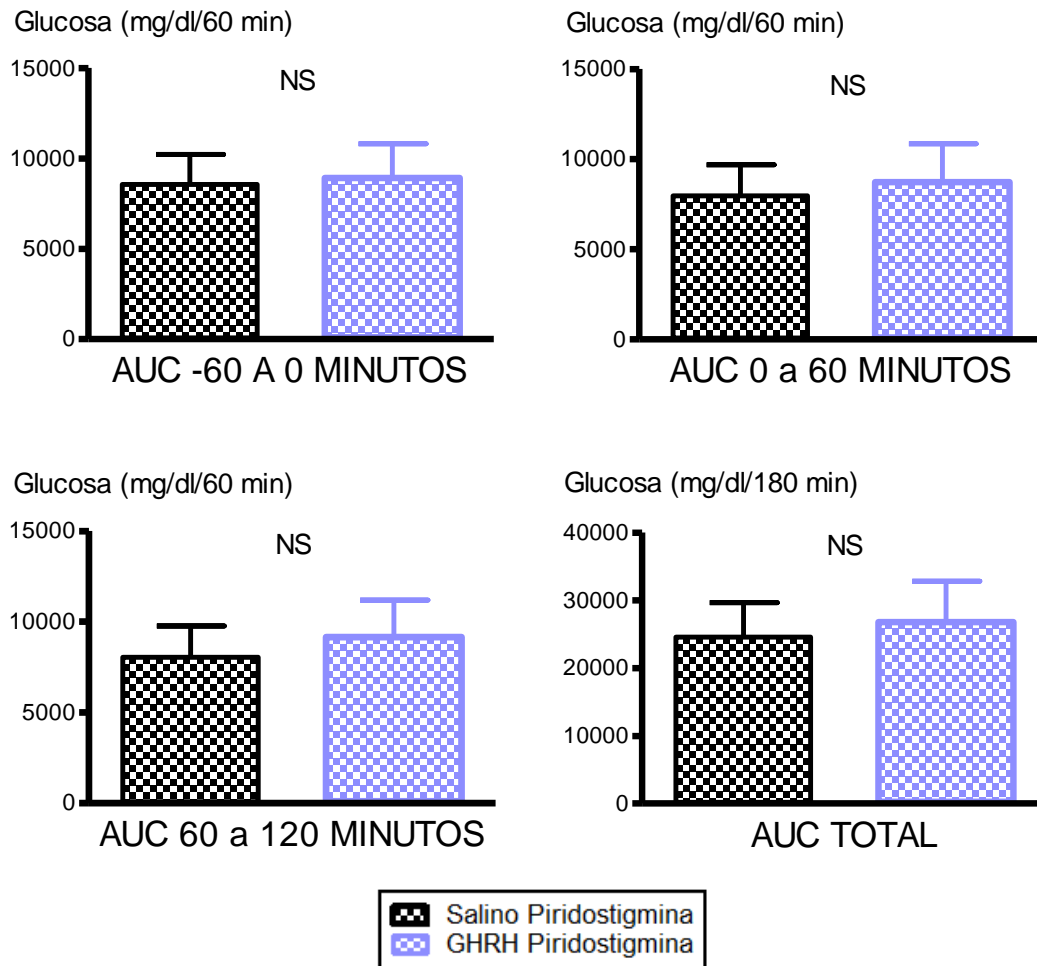 Glucosa (mg/dl/60 min)
15000
10000
5000
0
NS
AUC -60 A 0 MINUTOS
Glucosa (mg/dl/60 min)
15000
10000
5000
0
NS
AUC 0 a 60 MINUTOS
Glucosa (mg/dl/60 min)
15000
10000
5000
0
NS
AUC 60 a 120 MINUTOS
Glucosa (mg/dl/180 min)
40000
30000
20000
10000
0
NS
AUC TOTAL
Salino Piridostigmina
GHRH Piridostigmina